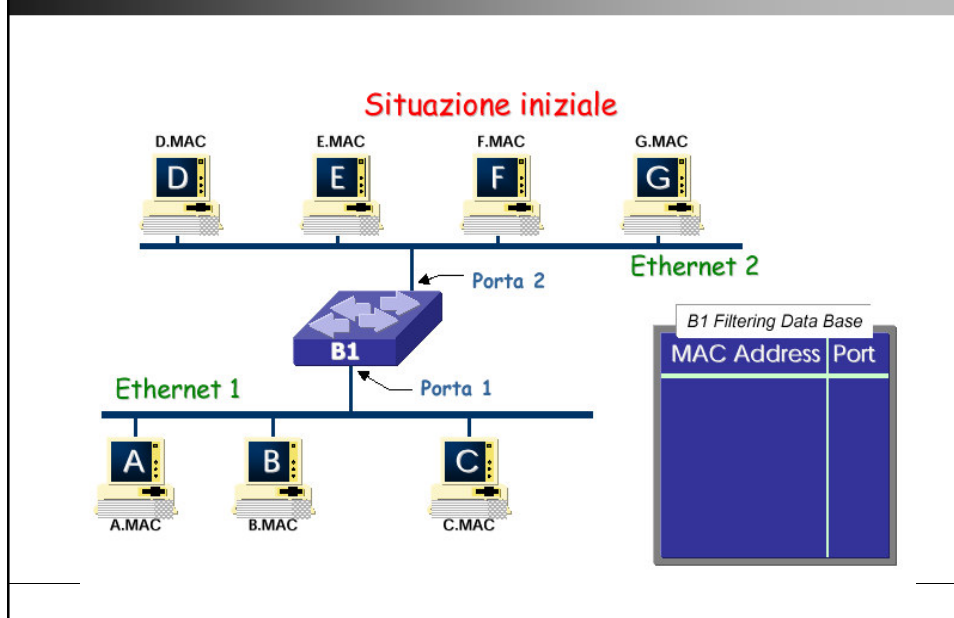 Situazione iniziale
D.MAC E.MAC F.MAC G.MAC
D E F G
Ethernet 2
Porta 2
B1 Filtering Data Base
MAC Address Port
B1
Ethernet 1
Porta 1
A B C
A.MAC B.MAC C.MAC